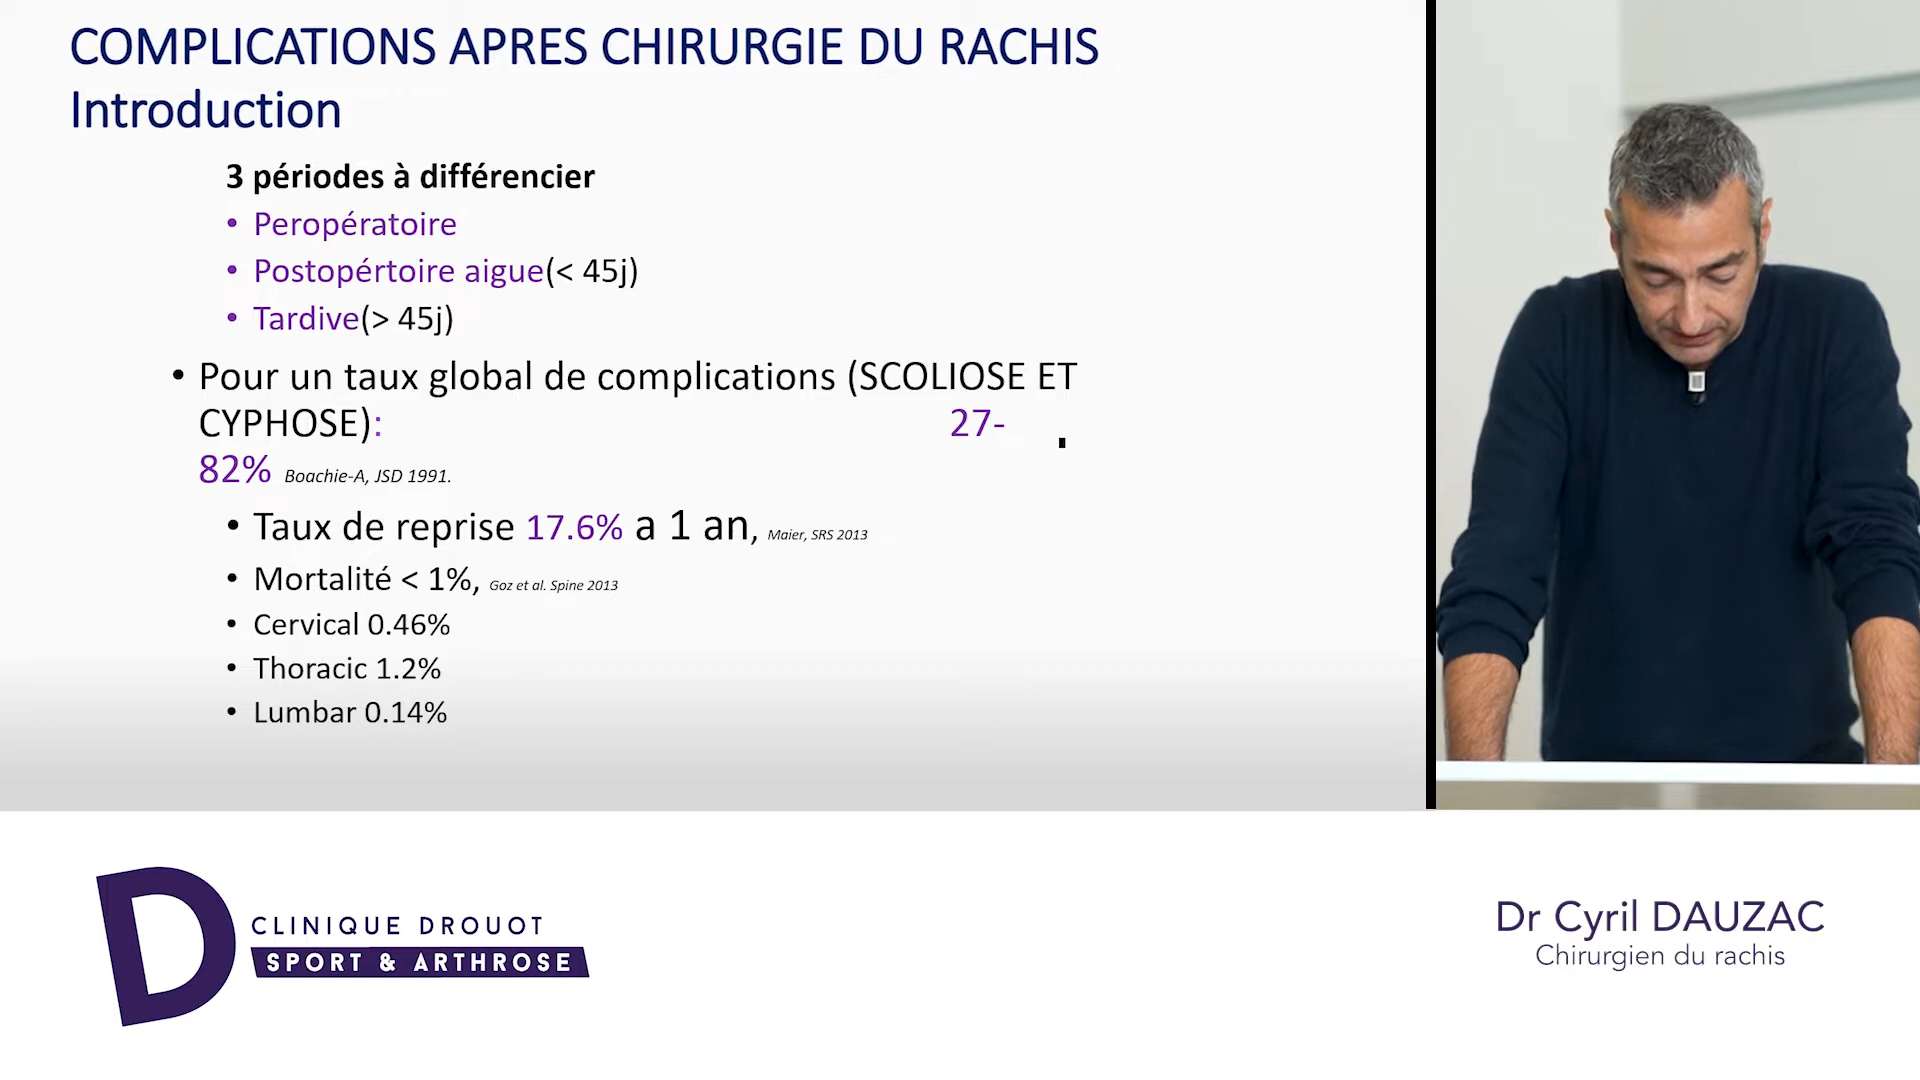 COMPLICATIONS APRES CHIRURGIE DU RACHIS
Introduction
3 périodes à différencier
• Peropératoire
• Postopértoire aigue(< 45j)
• Tardive(> 45j)
• Pour un taux global de complications (SCOLIOSE ET
CYPHOSE): 27-
82% Boachie-A, JSD 1991.
• Taux de reprise 17.6% a 1 an, Maier, SRS 2013
• Mortalité < 1%, Goz et al. Spine 2013
• Cervical 0.46%
• Thoracic 1.2%
• Lumbar 0.14%
D
CLINIQUE DROUOT
SPORT & ARTHROSE
Dr Cyril DAUZAC
Chirurgien du rachis